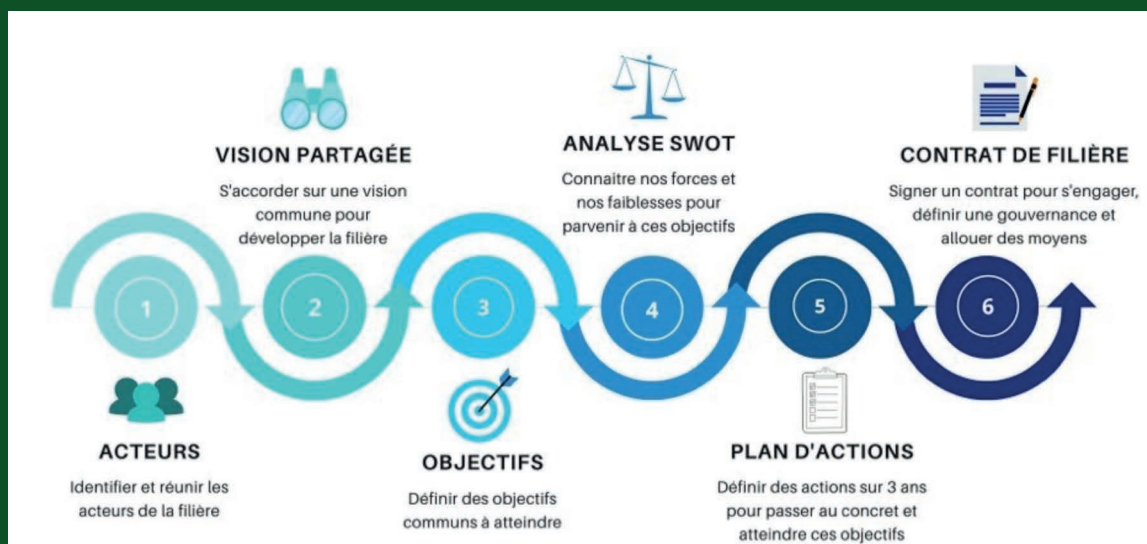 1
ACTEURS
Identifier et réunir les
acteurs de la filière
2
VISION PARTAGÉE
S'accorder sur une vision
commune pour
développer la filière
3
OBJECTIFS
Définir des objectifs
communs à atteindre
4
ANALYSE SWOT
Connaitre nos forces et
nos faiblesses pour
parvenir à ces objectifs
5
PLAN D'ACTIONS
Définir des actions sur 3 ans
pour passer au concret et
atteindre ces objectifs
6
CONTRAT DE FILIÈRE
Signer un contrat pour s'engager,
définir une gouvernance et
allouer des moyens